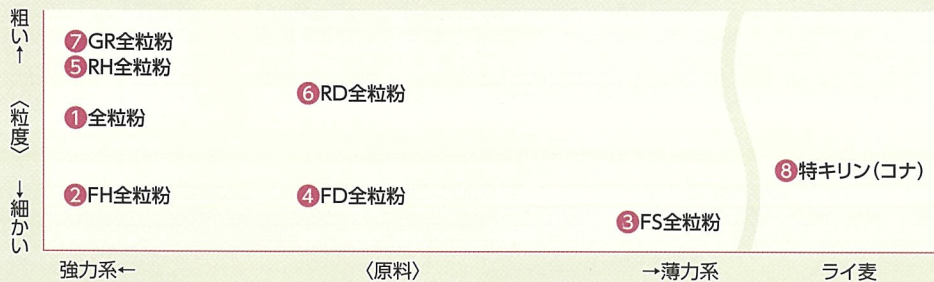 粗い↑
〈粒度〉
↓細かい
⑦GR全粒粉
⑤RH全粒粉
⑥RD全粒粉
①全粒粉
⑧特キリン(コナ)
②FH全粒粉
④FD全粒粉
③FS全粒粉
強力系←
〈原料〉
→薄力系
ライ麦